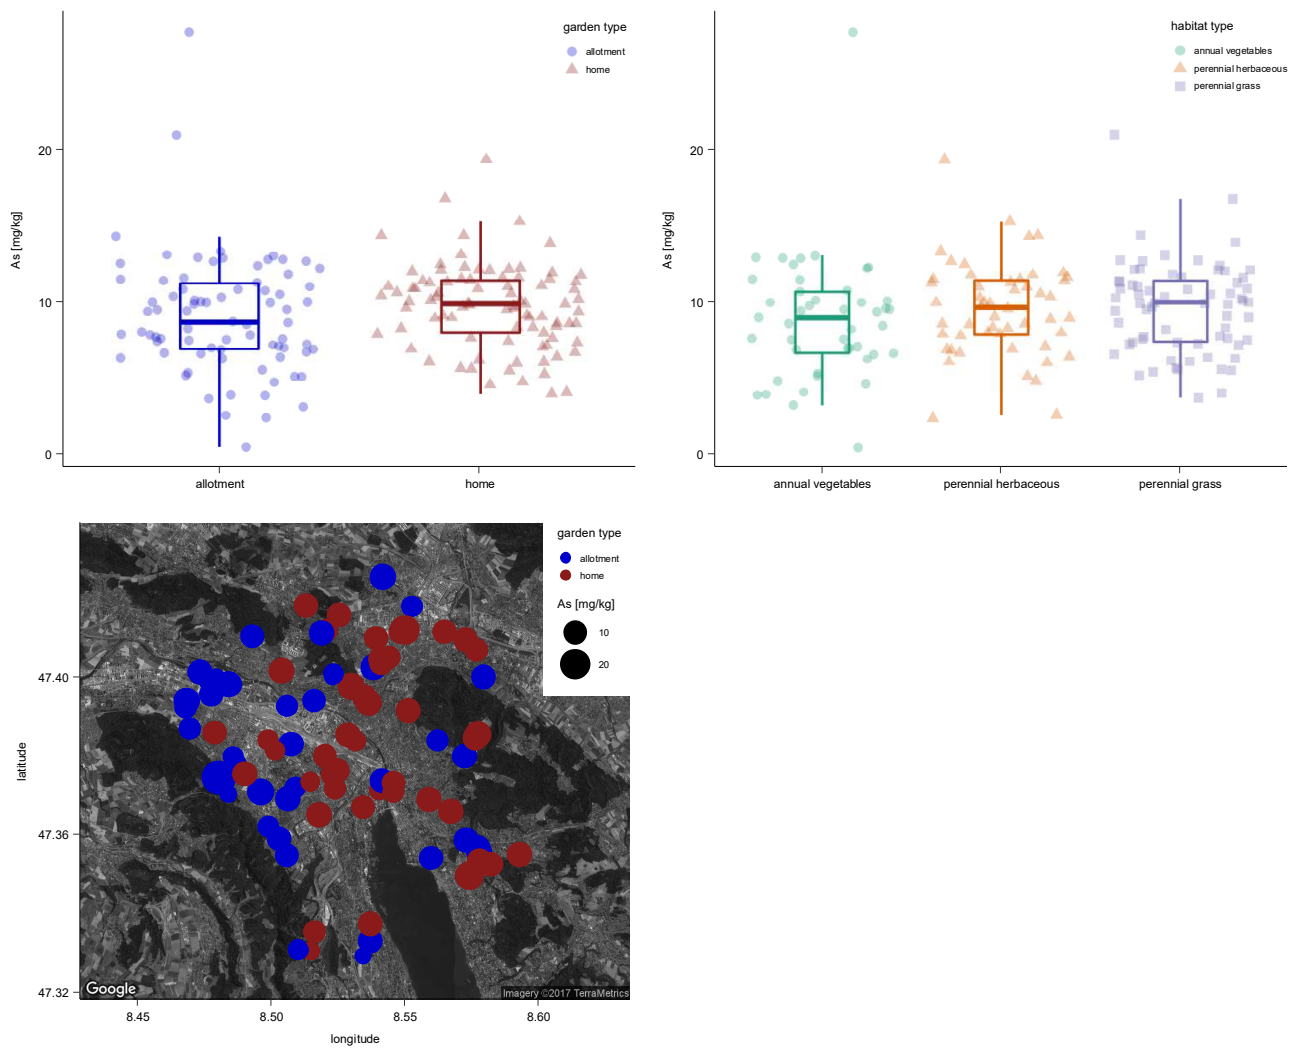 garden type
allotment
home
20
10
0
As [mg/kg]
allotment
home
habitat type
annual vegetables
perennial herbaceous
perennial grass
20
10
0
As [mg/kg]
annual vegetables
perennial herbaceous
perennial grass
garden type
allotment
home
As [mg/kg]
10
20
47.40
47.36
47.32
latitude
Google
Imagery ©2017 TerraMetrics
8.45
8.50
8.55
8.60
longitude